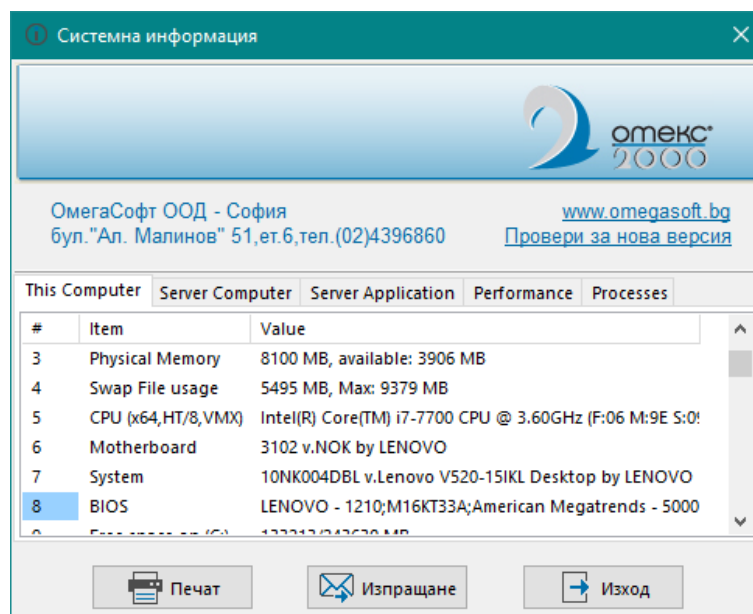 Системна информация
омекс®
2000
ОмегаСофт ООД - София
www.omegasoft.bg
бул."Ал. Малинов" 51,ет.6,тел.(02)4396860
Провери за нова версия
This Computer Server Computer Server Application Performance Processes
# Item Value
3 Physical Memory 8100 MB, available: 3906 MB
4 Swap File usage 5495 MB, Max: 9379 MB
5 CPU (x64,HT/8,VMX) Intel(R) Core(TM) i7-7700 CPU @ 3.60GHz (F:06 M:9E S:09
6 Motherboard 3102 v.NOK by LENOVO
7 System 10NK004DBL v.Lenovo V520-15IKL Desktop by LENOVO
8 BIOS LENOVO - 1210;M16KT33A;American Megatrends - 5000
Печат Изпращане Изход